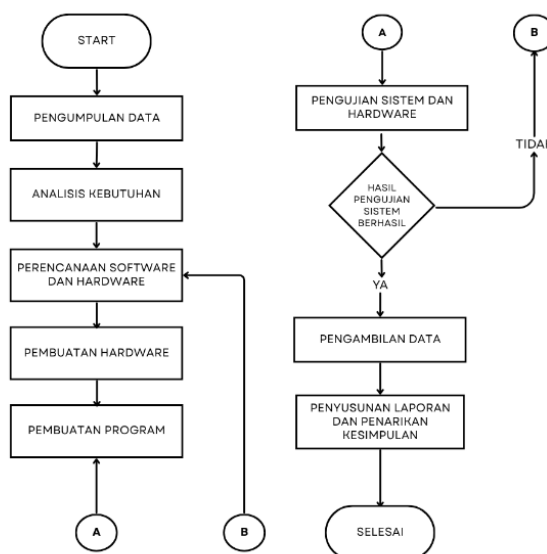 START
PENGUMPULAN DATA
ANALISIS KEBUTUHAN
PERENCANAAN SOFTWARE
DAN HARDWARE
PEMBUATAN HARDWARE
PEMBUATAN PROGRAM
A
B
A
B
PENGUJIAN SISTEM DAN
HARDWARE
HASIL
PENGUJIAN
SISTEM
BERHASIL
TIDAK
YA
PENGAMBILAN DATA
PENYUSUNAN LAPORAN
DAN PENARIKAN
KESIMPULAN
SELESAI